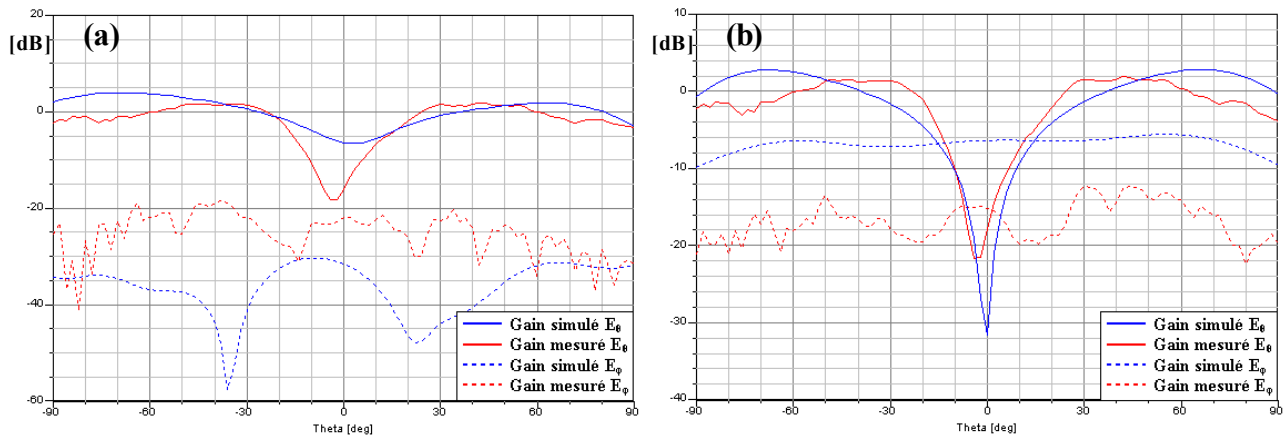 20
[dB]
(a)
0
-20
-40
-60
-90
-60
-30
0
30
60
90
Theta [deg]
Gain simulé Eθ
Gain mesuré Eθ
Gain simulé Eφ
Gain mesuré Eφ
10
[dB]
(b)
0
-10
-20
-30
-40
-90
-60
-30
0
30
60
90
Theta [deg]
Gain simulé Eθ
Gain mesuré Eθ
Gain simulé Eφ
Gain mesuré Eφ